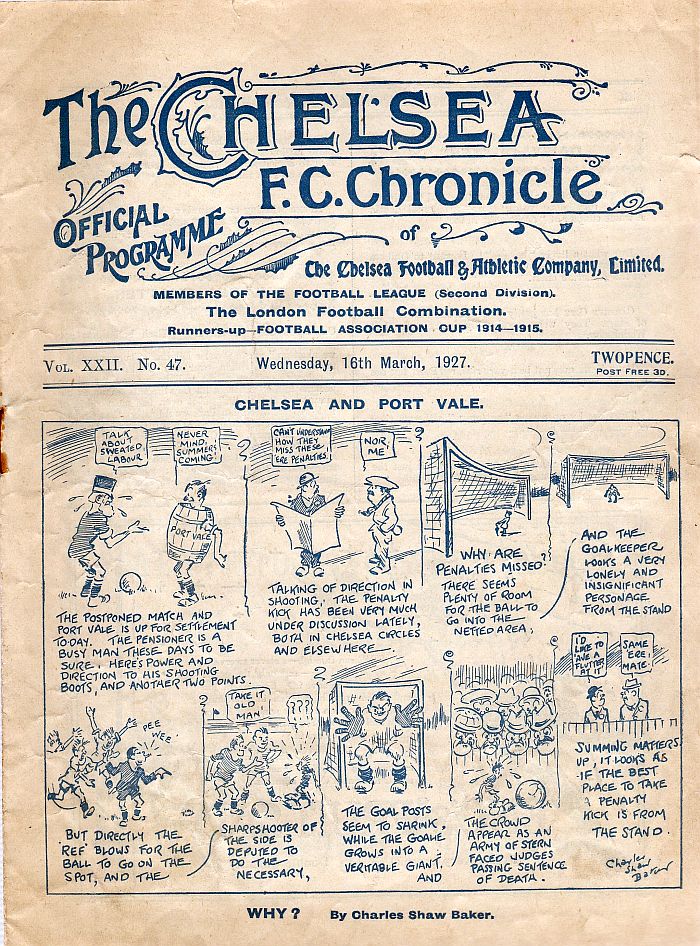 The CHELSEA
F.C. Chronicle
OFFICIAL
PROGRAMME
of
The Chelsea Football & Athletic Company, Limited.
MEMBERS OF THE FOOTBALL LEAGUE (Second Division).
The London Football Combination.
Runners-up—FOOTBALL ASSOCIATION CUP 1914—1915.
VOL. XXII. No. 47.
Wednesday, 16th March, 1927.
TWOPENCE.
POST FREE 3D.
CHELSEA AND PORT VALE.
TALK
ABOUT
SWEATED
LABOUR
NEVER
MIND,
SUMMER'S
COMING!
PORT VALE
THE POSTPONED MATCH AND
PORT VALE IS UP FOR SETTLEMENT
TO-DAY. THE PENSIONER IS A
BUSY MAN THESE DAYS TO BE
SURE. HERE'S POWER AND
DIRECTION TO HIS SHOOTING
BOOTS, AND ANOTHER TWO POINTS.
?
CAN'T UNDERSTAN'
HOW THEY
MISS THESE
'ERE PENALTIES
NOR
ME
TALKING OF DIRECTION IN
SHOOTING, THE PENALTY
KICK HAS BEEN VERY MUCH
UNDER DISCUSSION LATELY,
BOTH IN CHELSEA CIRCLES
AND ELSEWHERE
?
WHY ARE
PENALTIES MISSED?
THERE SEEMS
PLENTY OF ROOM
FOR THE BALL TO
GO INTO THE
NETTED AREA,
AND THE
GOALKEEPER
LOOKS A VERY
LONELY AND
INSIGNIFICANT
PERSONAGE
FROM THE STAND
PEE
WEE
BUT DIRECTLY THE
'REF' BLOWS FOR THE
BALL TO GO ON THE
SPOT, AND THE
TAKE IT
OLD
MAN
???
SHARPSHOOTER OF
THE SIDE IS
DEPUTED TO
DO THE
NECESSARY,
?
THE GOAL POSTS
SEEM TO SHRINK,
WHILE THE GOALIE
GROWS INTO A
VERITABLE GIANT.
AND
?
THE CROWD
APPEAR AS AN
ARMY OF STERN
FACED JUDGES
PASSING SENTENCE
OF DEATH.
I'D
LIKE TO
'AVE A
FLUTTER
AT IT
SAME
'ERE,
MATE
SUMMING MATTERS
UP, IT LOOKS AS
IF THE BEST
PLACE TO TAKE
A PENALTY
KICK IS FROM
THE STAND.
Charles
Shaw
Baker
WHY? By Charles Shaw Baker.